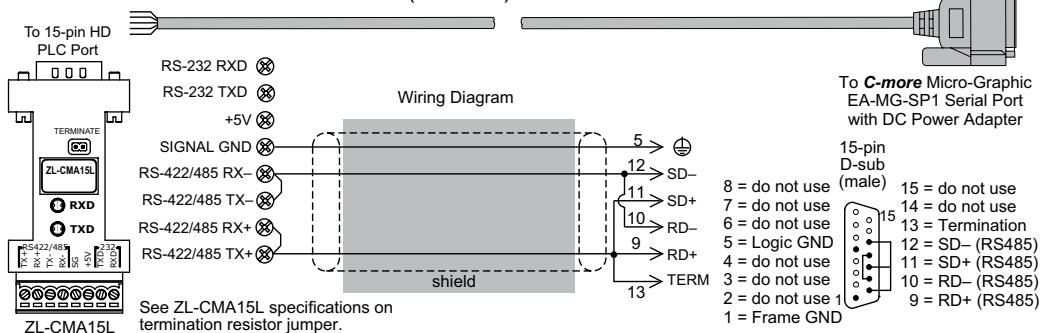 To 15-pin HD
PLC Port
TERMINATE
ZL-CMA15L
RXD
TXD
RS422/485
232
TX+
RX+
TX-
RX-
SG
+5V
TXD
RXD
ZL-CMA15L
RS-232 RXD
RS-232 TXD
+5V
SIGNAL GND
RS-422/485 RX–
RS-422/485 TX–
RS-422/485 RX+
RS-422/485 TX+
See ZL-CMA15L specifications on
termination resistor jumper.
Wiring Diagram
shield
5
12 SD–
11 SD+
10 RD–
9 RD+
13 TERM
To C-more Micro-Graphic
EA-MG-SP1 Serial Port
with DC Power Adapter
15-pin
D-sub
(male)
8 = do not use
7 = do not use
6 = do not use
5 = Logic GND
4 = do not use
3 = do not use
2 = do not use
1 = Frame GND
1
15
15 = do not use
14 = do not use
13 = Termination
12 = SD– (RS485)
11 = SD+ (RS485)
10 = RD– (RS485)
9 = RD+ (RS485)